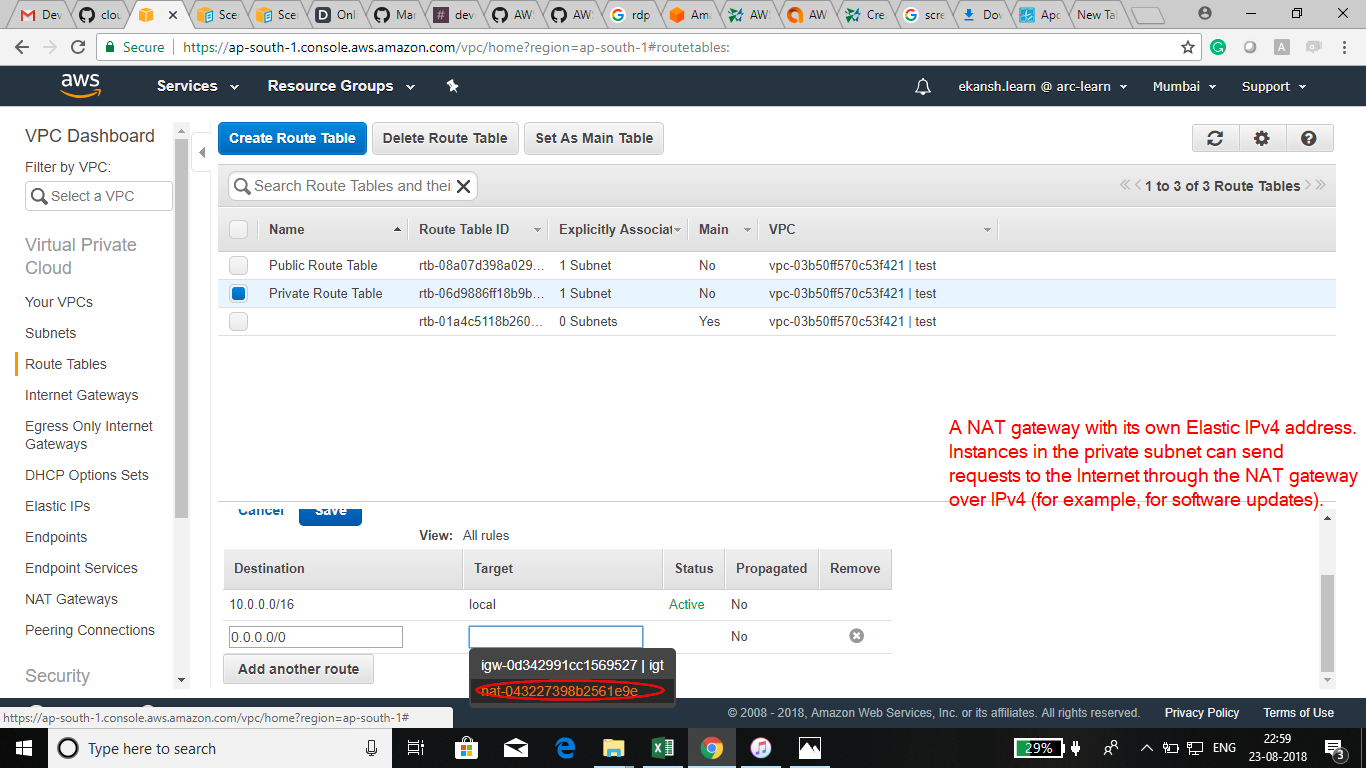 Dev
clou
Scen
Scen
Onl
Mar
dev
AWS
AWS
rdp
Ama
AWS
AW
Cre
scre
Dov
Apc
New Tab
Secure
https://ap-south-1.console.aws.amazon.com/vpc/home?region=ap-south-1#routetables:
aws
Services
Resource Groups
ekansh.learn @ arc-learn
Mumbai
Support
VPC Dashboard
Filter by VPC:
Select a VPC
Virtual Private
Cloud
Your VPCs
Subnets
Route Tables
Internet Gateways
Egress Only Internet
Gateways
DHCP Options Sets
Elastic IPs
Endpoints
Endpoint Services
NAT Gateways
Peering Connections
Security
Create Route Table
Delete Route Table
Set As Main Table
Search Route Tables and thei
1 to 3 of 3 Route Tables
Name Route Table ID Explicitly Associat Main VPC
Public Route Table rtb-08a07d398a029... 1 Subnet No vpc-03b50ff570c53f421 | test
Private Route Table rtb-06d9886ff18b9b... 1 Subnet No vpc-03b50ff570c53f421 | test
rtb-01a4c5118b260... 0 Subnets Yes vpc-03b50ff570c53f421 | test
A NAT gateway with its own Elastic IPv4 address.
Instances in the private subnet can send
requests to the Internet through the NAT gateway
over IPv4 (for example, for software updates).
Cancel Save
View: All rules
Destination Target Status Propagated Remove
10.0.0.0/16 local Active No
0.0.0.0/0 No
Add another route
igw-0d342991cc1569527 | igt
nat-043227398b2561e9e
https://ap-south-1.console.aws.amazon.com/vpc/home?region=ap-south-1#
© 2008 - 2018, Amazon Web Services, Inc. or its affiliates. All rights reserved. Privacy Policy Terms of Use
Type here to search
29%
ENG
22:59
23-08-2018
3